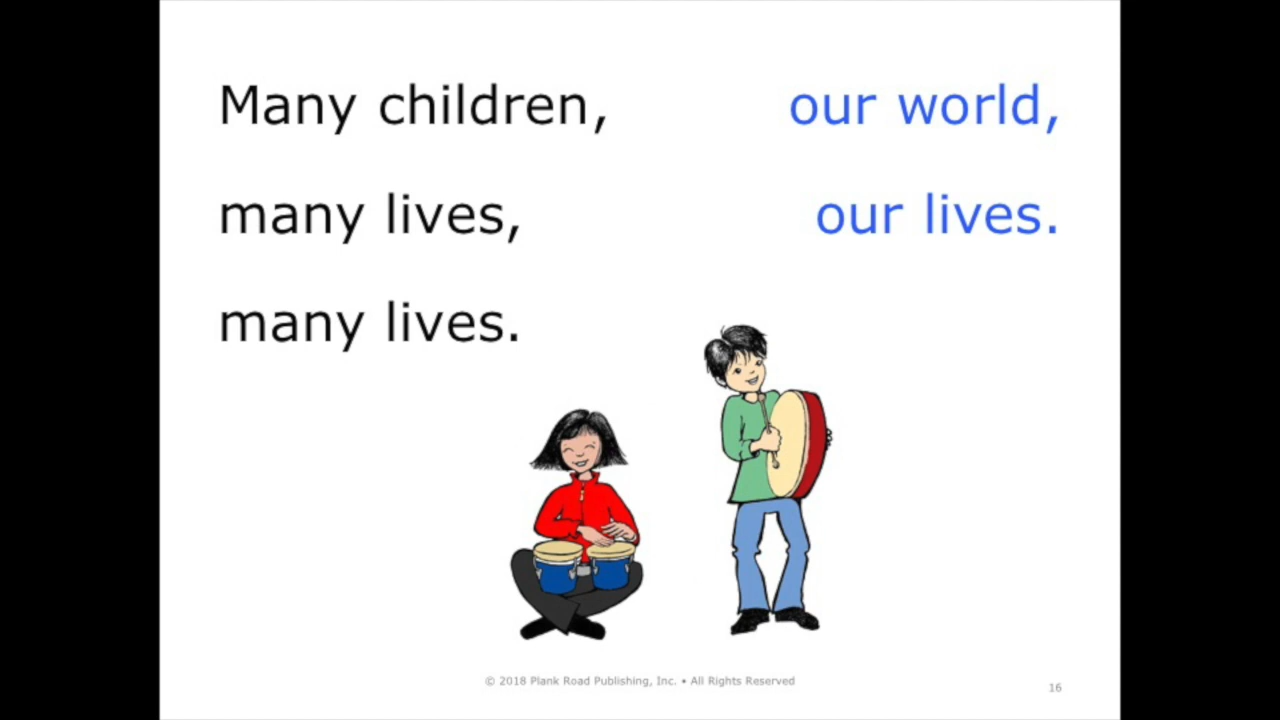 Many children, our world,
many lives, our lives.
many lives.
© 2018 Plank Road Publishing, Inc. • All Rights Reserved
16